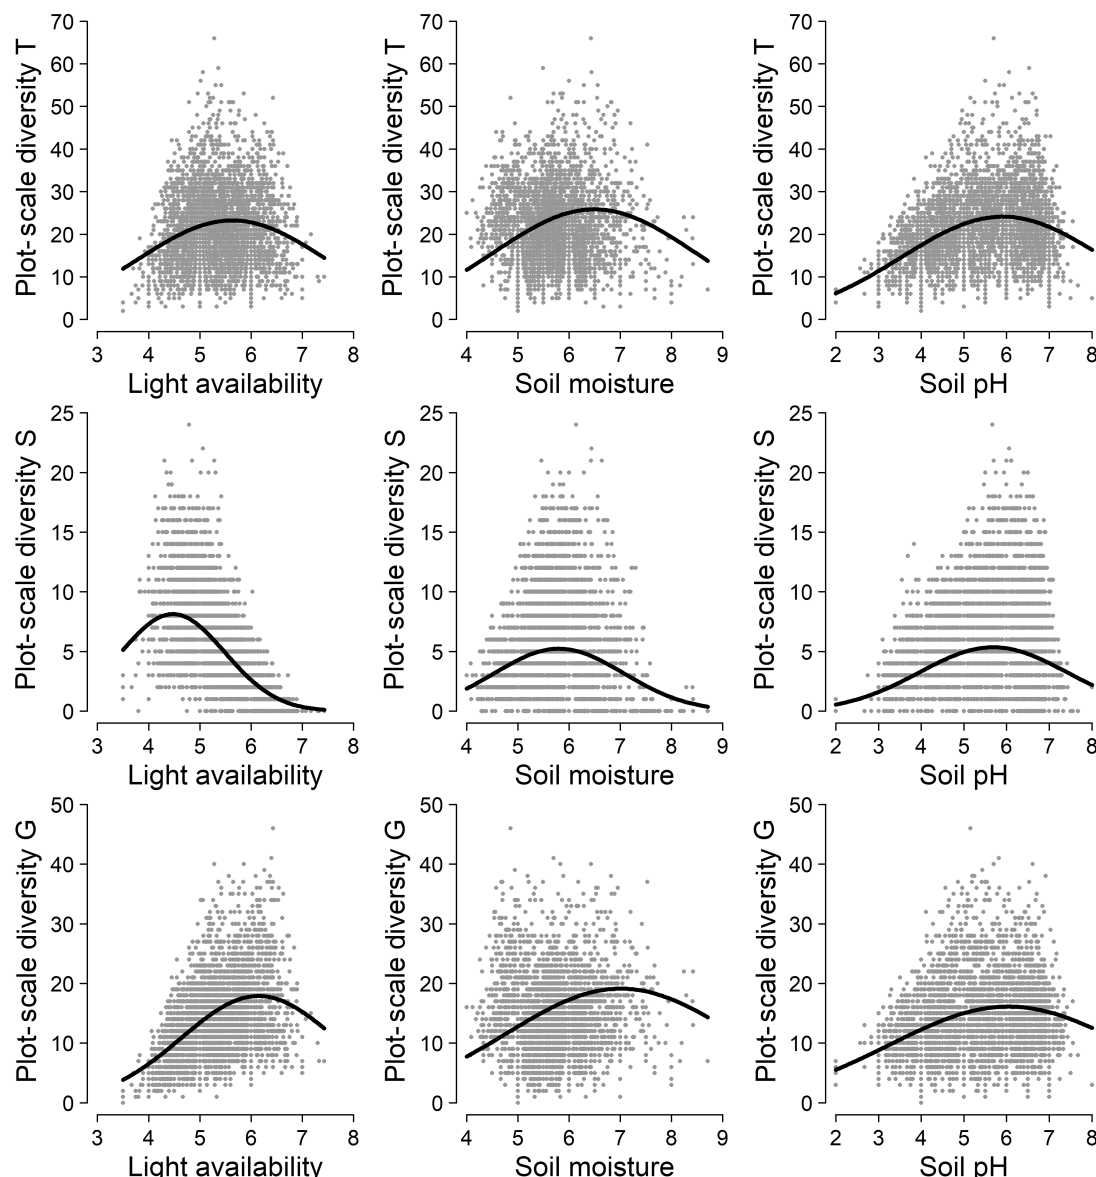 Plot-scale diversity T
70
60
50
40
30
20
10
0
3 4 5 6 7 8
Light availability
Plot-scale diversity T
70
60
50
40
30
20
10
0
4 5 6 7 8 9
Soil moisture
Plot-scale diversity T
70
60
50
40
30
20
10
0
2 3 4 5 6 7 8
Soil pH
Plot-scale diversity S
25
20
15
10
5
0
3 4 5 6 7 8
Light availability
Plot-scale diversity S
25
20
15
10
5
0
4 5 6 7 8 9
Soil moisture
Plot-scale diversity S
25
20
15
10
5
0
2 3 4 5 6 7 8
Soil pH
Plot-scale diversity G
50
40
30
20
10
0
3 4 5 6 7 8
Light availability
Plot-scale diversity G
50
40
30
20
10
0
4 5 6 7 8 9
Soil moisture
Plot-scale diversity G
50
40
30
20
10
0
2 3 4 5 6 7 8
Soil pH